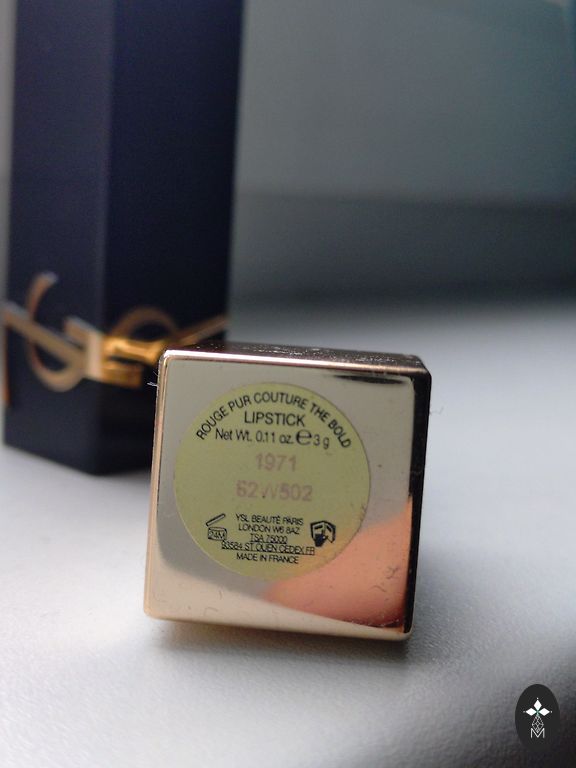 ROUGE PUR COUTURE THE BOLD
LIPSTICK
Net Wt. 0.11 oz. ℮ 3 g
1971
62W502
24M
YSL BEAUTÉ PARIS
LONDON W6 8AZ
TSA 75000
93584 ST OUEN CEDEX.FR
MADE IN FRANCE
M